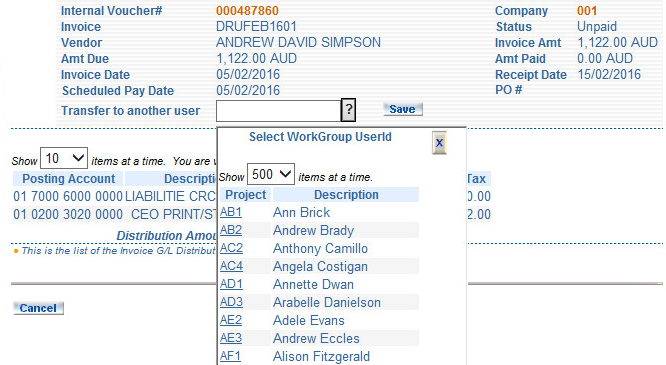 Internal Voucher# 000487860 Company 001
Invoice DRUFEB1601 Status Unpaid
Vendor ANDREW DAVID SIMPSON Invoice Amt 1,122.00 AUD
Amt Due 1,122.00 AUD Amt Paid 0.00 AUD
Invoice Date 05/02/2016 Receipt Date 15/02/2016
Scheduled Pay Date 05/02/2016 PO #
Transfer to another user ? Save
Select WorkGroup UserId x
Show 10 items at a time. You are v
Show 500 items at a time.
Posting Account Descripti Tax
Project Description
01 7000 6000 0000 LIABILITIE CRC 0.00
AB1 Ann Brick
01 0200 3020 0000 CEO PRINT/ST 2.00
AB2 Andrew Brady
Distribution Amou
AC2 Anthony Camillo
This is the list of the Invoice G/L Distribut
AC4 Angela Costigan
AD1 Annette Dwan
AD3 Arabelle Danielson
Cancel
AE2 Adele Evans
AE3 Andrew Eccles
AF1 Alison Fitzgerald